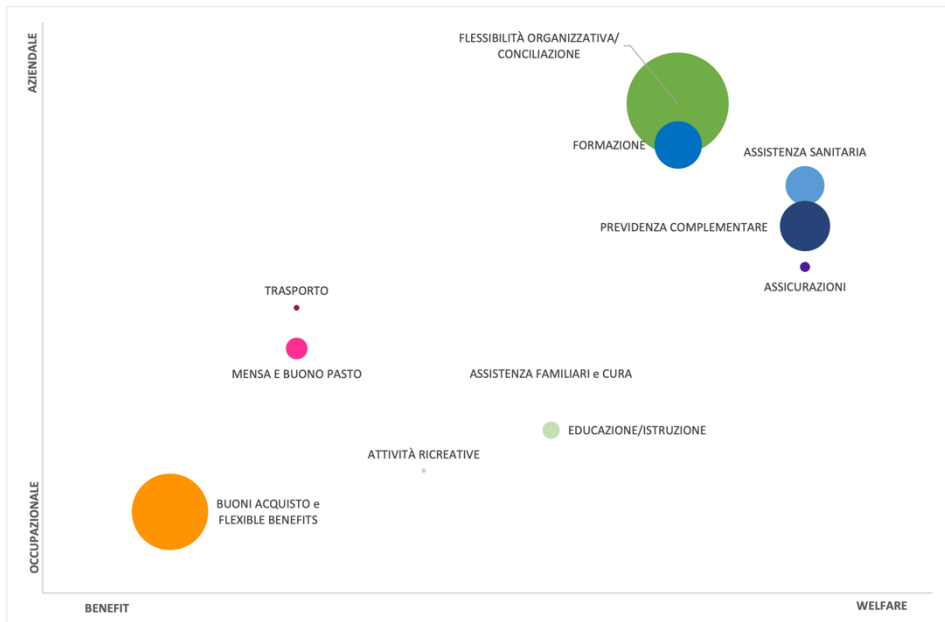 AZIENDALE
FLESSIBILITÀ ORGANIZZATIVA/
CONCILIAZIONE
FORMAZIONE
ASSISTENZA SANITARIA
PREVIDENZA COMPLEMENTARE
ASSICURAZIONI
TRASPORTO
MENSA E BUONO PASTO
ASSISTENZA FAMILIARI e CURA
EDUCAZIONE/ISTRUZIONE
ATTIVITÀ RICREATIVE
BUONI ACQUISTO e
FLEXIBLE BENEFITS
OCCUPAZIONALE
BENEFIT
WELFARE